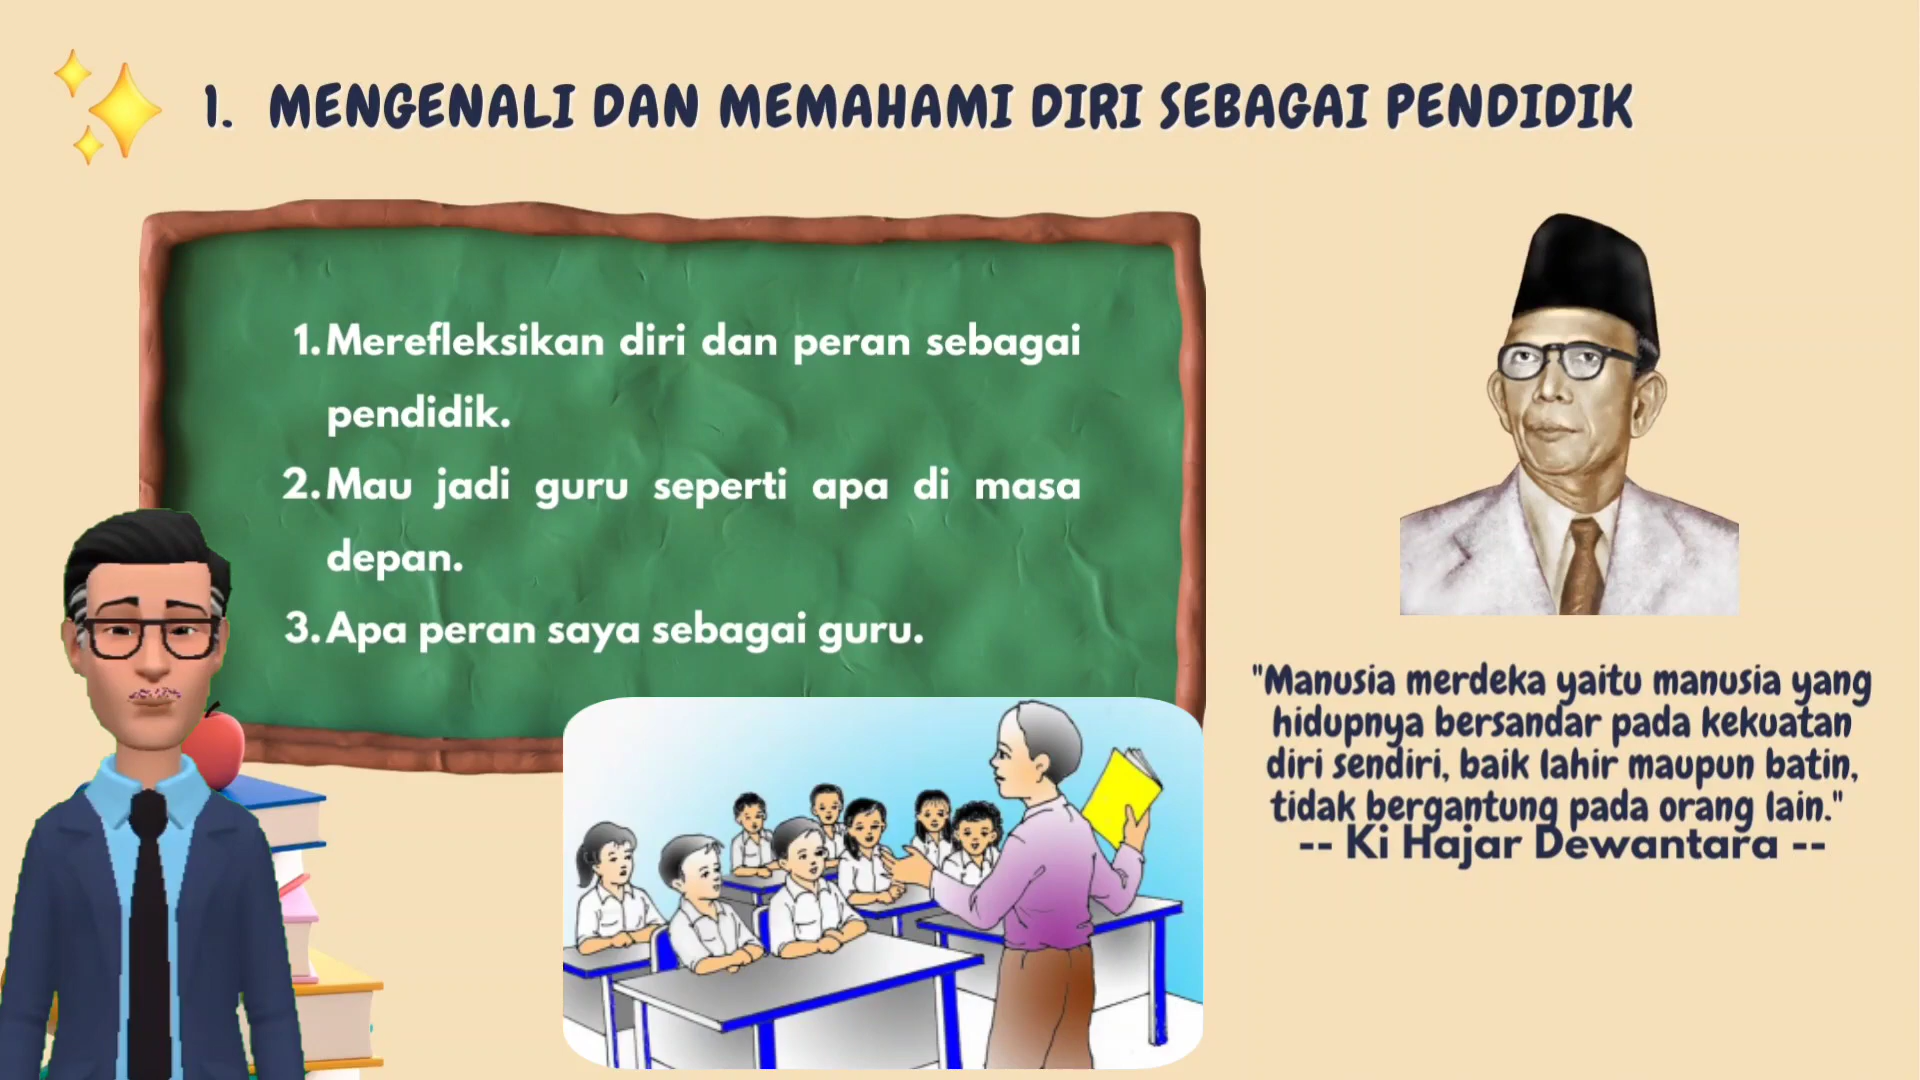 1. MENGENALI DAN MEMAHAMI DIRI SEBAGAI PENDIDIK
1. Merefleksikan diri dan peran sebagai
pendidik.
2. Mau jadi guru seperti apa di masa
depan.
3. Apa peran saya sebagai guru.
"Manusia merdeka yaitu manusia yang
hidupnya bersandar pada kekuatan
diri sendiri, baik lahir maupun batin,
tidak bergantung pada orang lain."
-- Ki Hajar Dewantara --